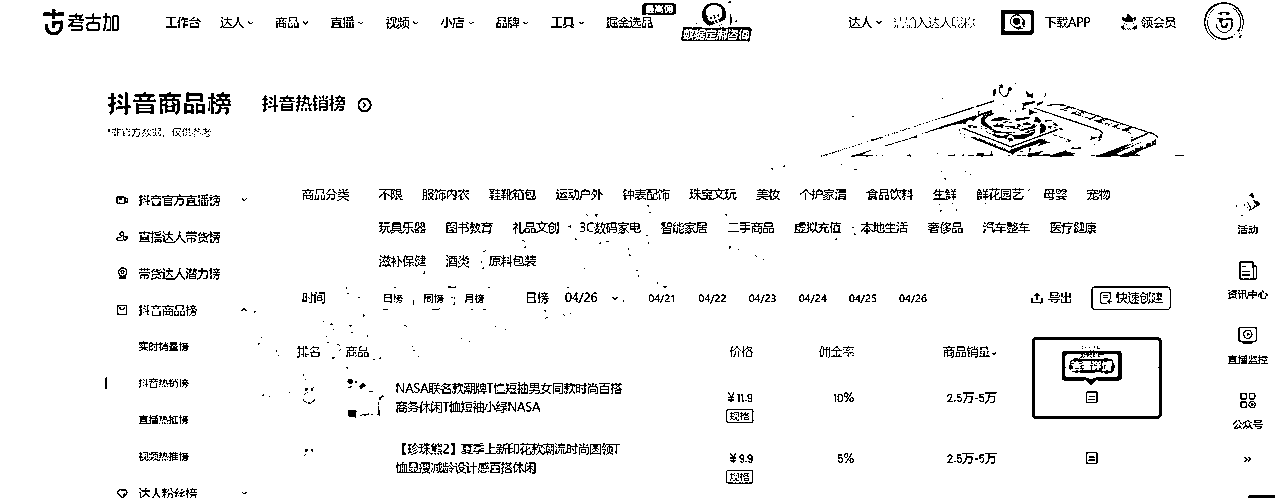 考古加
工作台 达人 商品 直播 视频 小店 品牌 工具 掘金选品 最高佣 数据定制咨询 达人 请输入达人昵称 下载APP 领会员
抖音商品榜 抖音热销榜
*非官方数据，仅供参考
商品分类 不限 服饰内衣 鞋靴箱包 运动户外 钟表配饰 珠宝文玩 美妆 个护家清 食品饮料 生鲜 鲜花园艺 母婴 宠物
玩具乐器 图书教育 礼品文创 3C数码家电 智能家居 二手商品 虚拟充值 本地生活 奢侈品 汽车整车 医疗健康
滋补保健 酒类 原料包装
时间 日榜 周榜 月榜 日榜 04/26 04/21 04/22 04/23 04/24 04/25 04/26 导出 快速创建
抖音官方直播榜
直播达人带货榜
带货达人潜力榜
抖音商品榜
实时销量榜
抖音热销榜
直播热推榜
视频热推榜
达人粉丝榜
排名 商品 价格 佣金率 商品销量
查看详情
NASA联名款潮牌T恤短袖男女同款时尚百搭
商务休闲T恤短袖小绿NASA
¥11.9 10% 2.5万-5万
规格
【珍珠熊2】夏季上新印花款潮流时尚圆领T
恤显瘦减龄设计感百搭休闲
¥9.9 5% 2.5万-5万
规格
活动
资讯中心
直播监控
公众号